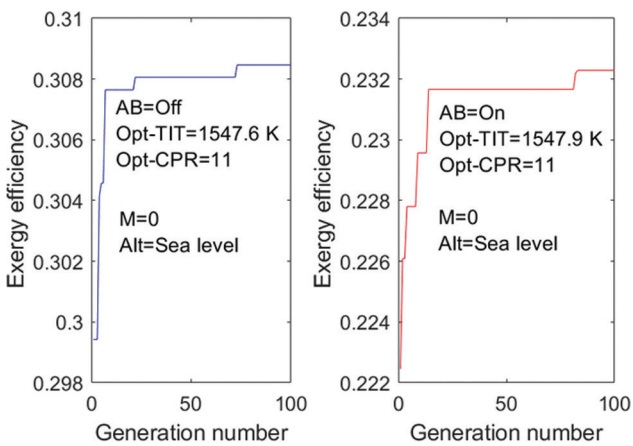 0.31
0.308
0.306
0.304
0.302
0.3
0.298
Exergy efficiency
AB=Off
Opt-TIT=1547.6 K
Opt-CPR=11
M=0
Alt=Sea level
0 50 100
Generation number
0.234
0.232
0.23
0.228
0.226
0.224
0.222
Exergy efficiency
AB=On
Opt-TIT=1547.9 K
Opt-CPR=11
M=0
Alt=Sea level
0 50 100
Generation number